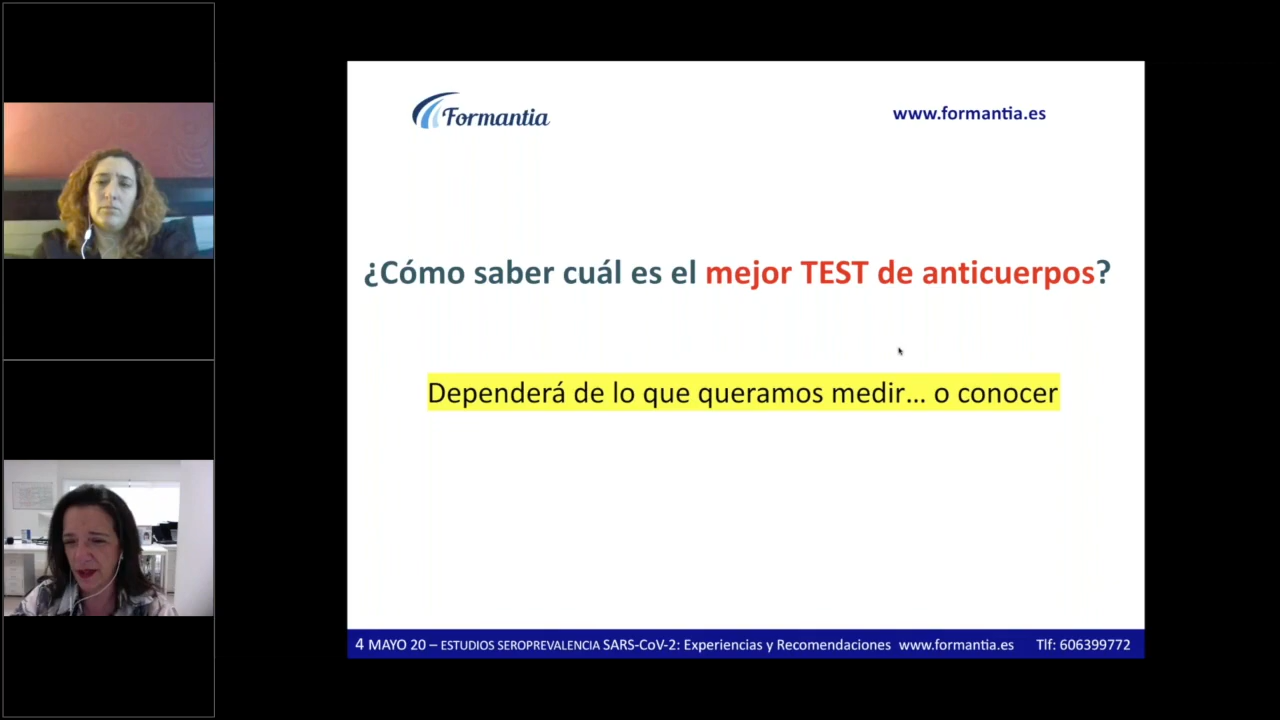 Formantia
www.formantia.es
¿Cómo saber cuál es el mejor TEST de anticuerpos?
Dependerá de lo que queramos medir... o conocer
4 MAYO 20 – ESTUDIOS SEROPREVALENCIA SARS-CoV-2: Experiencias y Recomendaciones www.formantia.es Tlf: 606399772